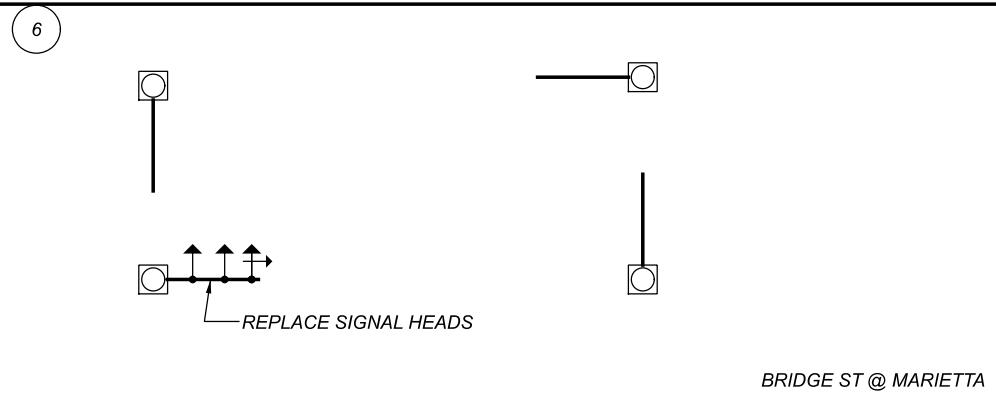 6
REPLACE SIGNAL HEADS
BRIDGE ST @ MARIETTA